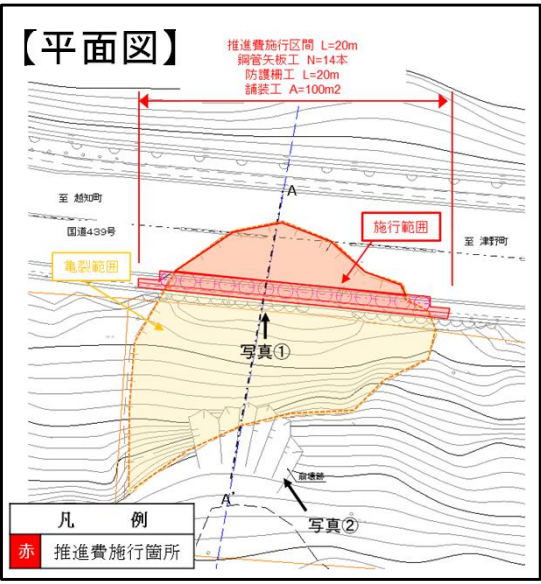 【平面図】
推進費施行区間 L=20m
鋼管矢板工 N=14本
防護柵工 L=20m
舗装工 A=100m2
A
至 越知町
施行範囲
国道439号
至 津野町
亀裂範囲
写真①
崩壊跡
A'
写真②
凡 例
赤 推進費施行箇所